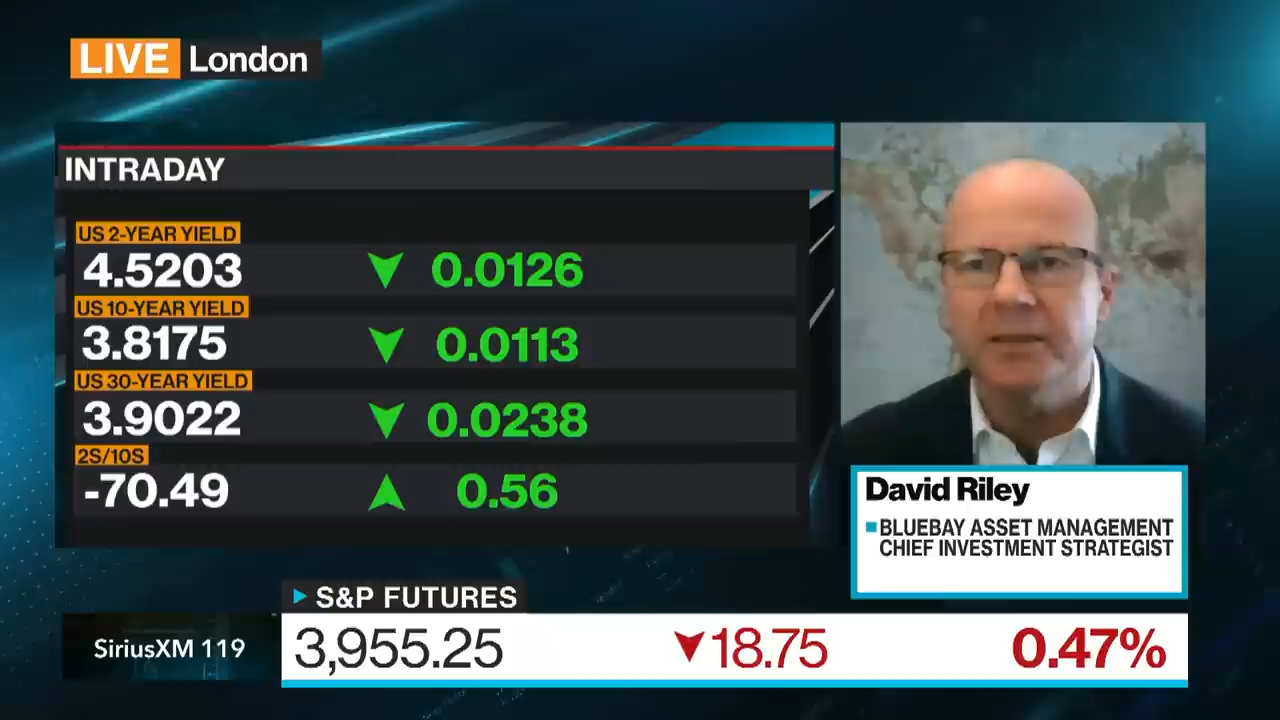 LIVE London
INTRADAY
US 2-YEAR YIELD
4.5203 ▼ 0.0126
US 10-YEAR YIELD
3.8175 ▼ 0.0113
US 30-YEAR YIELD
3.9022 ▼ 0.0238
2S/10S
-70.49 ▲ 0.56
David Riley
BLUEBAY ASSET MANAGEMENT
CHIEF INVESTMENT STRATEGIST
S&P FUTURES
SiriusXM 119
3,955.25 ▼18.75 0.47%